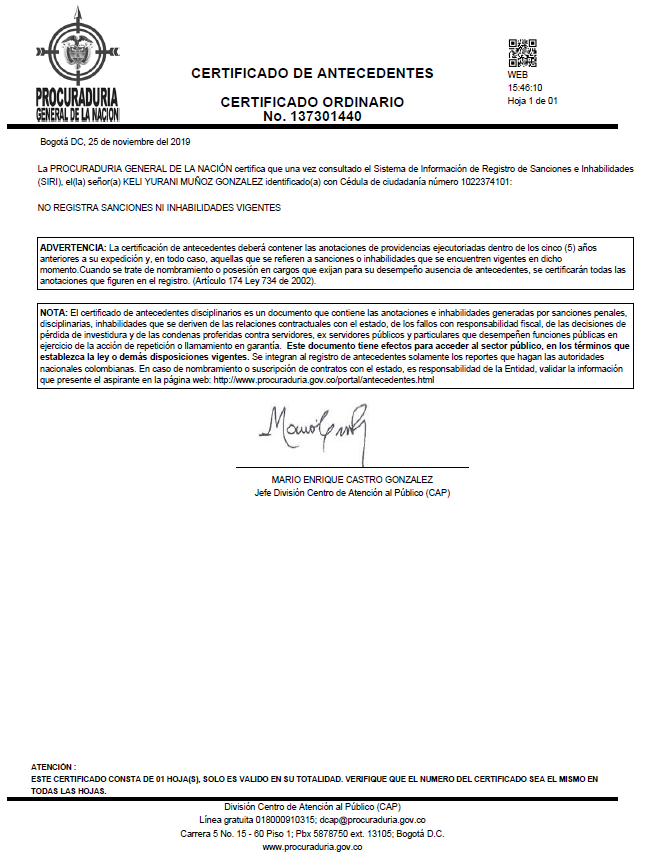 PROCURADURIA
GENERAL DE LA NACION
CERTIFICADO DE ANTECEDENTES
CERTIFICADO ORDINARIO
No. 137301440
WEB
15:46:10
Hoja 1 de 01
Bogotá DC, 25 de noviembre del 2019
La PROCURADURIA GENERAL DE LA NACIÓN certifica que una vez consultado el Sistema de Información de Registro de Sanciones e Inhabilidades
(SIRI), el(la) señor(a) KELI YURANI MUÑOZ GONZALEZ identificado(a) con Cédula de ciudadanía número 1022374101:
NO REGISTRA SANCIONES NI INHABILIDADES VIGENTES
ADVERTENCIA: La certificación de antecedentes deberá contener las anotaciones de providencias ejecutoriadas dentro de los cinco (5) años
anteriores a su expedición y, en todo caso, aquellas que se refieren a sanciones o inhabilidades que se encuentren vigentes en dicho
momento.Cuando se trate de nombramiento o posesión en cargos que exijan para su desempeño ausencia de antecedentes, se certificarán todas las
anotaciones que figuren en el registro. (Artículo 174 Ley 734 de 2002).
NOTA: El certificado de antecedentes disciplinarios es un documento que contiene las anotaciones e inhabilidades generadas por sanciones penales,
disciplinarias, inhabilidades que se deriven de las relaciones contractuales con el estado, de los fallos con responsabilidad fiscal, de las decisiones de
pérdida de investidura y de las condenas proferidas contra servidores, ex servidores públicos y particulares que desempeñen funciones públicas en
ejercicio de la acción de repetición o llamamiento en garantía. Este documento tiene efectos para acceder al sector público, en los términos que
establezca la ley o demás disposiciones vigentes. Se integran al registro de antecedentes solamente los reportes que hagan las autoridades
nacionales colombianas. En caso de nombramiento o suscripción de contratos con el estado, es responsabilidad de la Entidad, validar la información
que presente el aspirante en la página web: http://www.procuraduria.gov.co/portal/antecedentes.html
MARIO ENRIQUE CASTRO GONZALEZ
Jefe División Centro de Atención al Público (CAP)
ATENCIÓN :
ESTE CERTIFICADO CONSTA DE 01 HOJA(S), SOLO ES VALIDO EN SU TOTALIDAD. VERIFIQUE QUE EL NUMERO DEL CERTIFICADO SEA EL MISMO EN
TODAS LAS HOJAS.
División Centro de Atención al Público (CAP)
Línea gratuita 018000910315; dcap@procuraduria.gov.co
Carrera 5 No. 15 - 60 Piso 1; Pbx 5878750 ext. 13105; Bogotá D.C.
www.procuraduria.gov.co